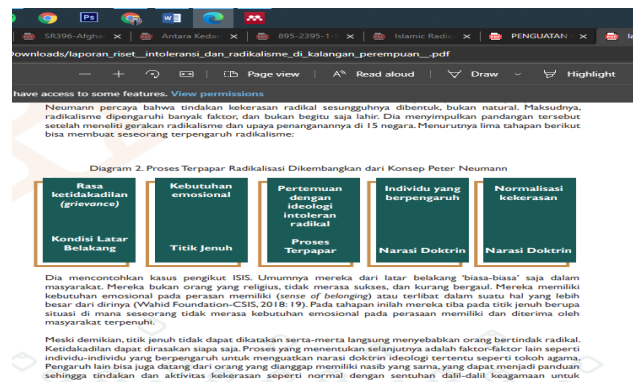 SR396-Afghar
Antara Kedar
895-2395-1-S
Islamic Radic
PENGUATAN
ownloads/laporan_riset__intoleransi_dan_radikalisme_di_kalangan_perempuan__.pdf
Page view
Read aloud
Draw
Highlight
have access to some features. View permissions
Neumann percaya bahwa tindakan kekerasan radikal sesungguhnya dibentuk, bukan natural. Maksudnya,
radikalisme dipengaruhi banyak faktor, dan bukan begitu saja lahir. Dia menyimpulkan pandangan tersebut
setelah meneliti gerakan radikalisme dan upaya penanganannya di 15 negara. Menurutnya lima tahapan berikut
bisa membuat seseorang terpengaruh radikalisme:
Diagram 2. Proses Terpapar Radikalisasi Dikembangkan dari Konsep Peter Neumann
Rasa
ketidakadilan
(grievance)
Kondisi Latar
Belakang
Kebutuhan
emosional
Titik Jenuh
Pertemuan
dengan
ideologi
intoleran
radikal
Proses
Terpapar
Individu yang
berpengaruh
Narasi Doktrin
Normalisasi
kekerasan
Narasi Doktrin
Dia mencontohkan kasus pengikut ISIS. Umumnya mereka dari latar belakang 'biasa-biasa' saja dalam
masyarakat. Mereka bukan orang yang religius, tidak merasa sukses, dan kurang bergaul. Mereka memiliki
kebutuhan emosional pada perasan memiliki (sense of belonging) atau terlibat dalam suatu hal yang lebih
besar dari dirinya (Wahid Foundation-CSIS, 2018: 19). Pada tahapan inilah mereka tiba pada titik jenuh berupa
situasi di mana seseorang tidak merasa kebutuhan emosional pada perasaan memiliki dan diterima oleh
masyarakat terpenuhi.
Meski demikian, titik jenuh tidak dapat dikatakan serta-merta langsung menyebabkan orang bertindak radikal.
Ketidakadilan dapat dirasakan siapa saja. Proses yang menentukan selanjutnya adalah faktor-faktor lain seperti
individu-individu yang berpengaruh untuk menguatkan narasi doktrin ideologi tertentu seperti tokoh agama.
Pengaruh lain bisa juga datang dari orang yang dianggap memiliki nasib yang sama, yang dapat menjadi panduan
sehingga tindakan dan aktivitas kekerasan seperti normal dengan sentuhan dalil-dalil keagamaan untuk